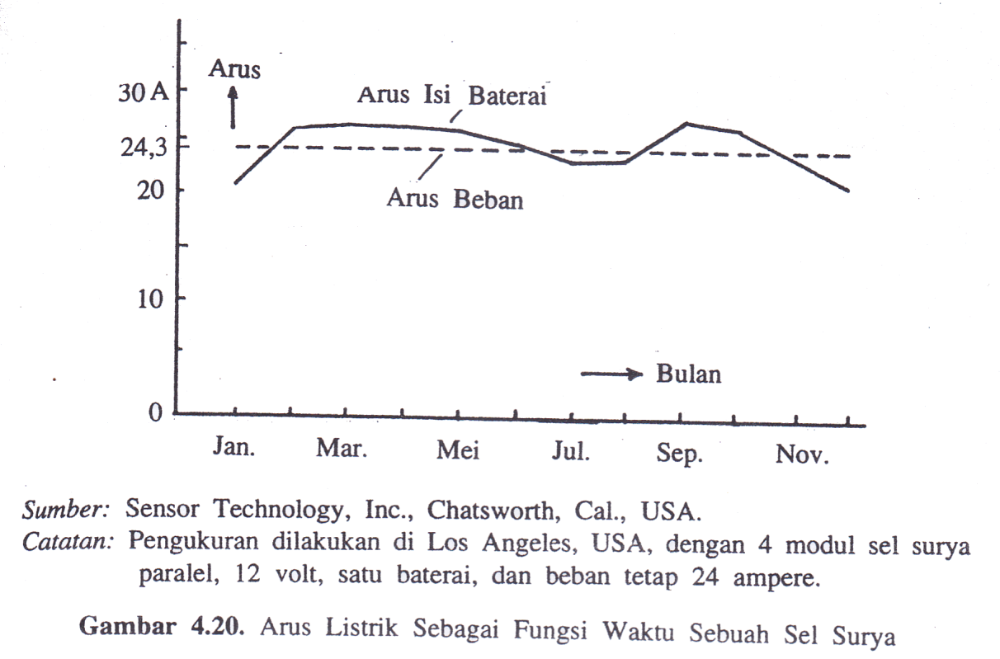 Arus
30 A
Arus Isi Baterai
24,3
20
Arus Beban
10
Bulan
0
Jan. Mar. Mei Jul. Sep. Nov.
Sumber: Sensor Technology, Inc., Chatsworth, Cal., USA.
Catatan: Pengukuran dilakukan di Los Angeles, USA, dengan 4 modul sel surya
paralel, 12 volt, satu baterai, dan beban tetap 24 ampere.
Gambar 4.20. Arus Listrik Sebagai Fungsi Waktu Sebuah Sel Surya